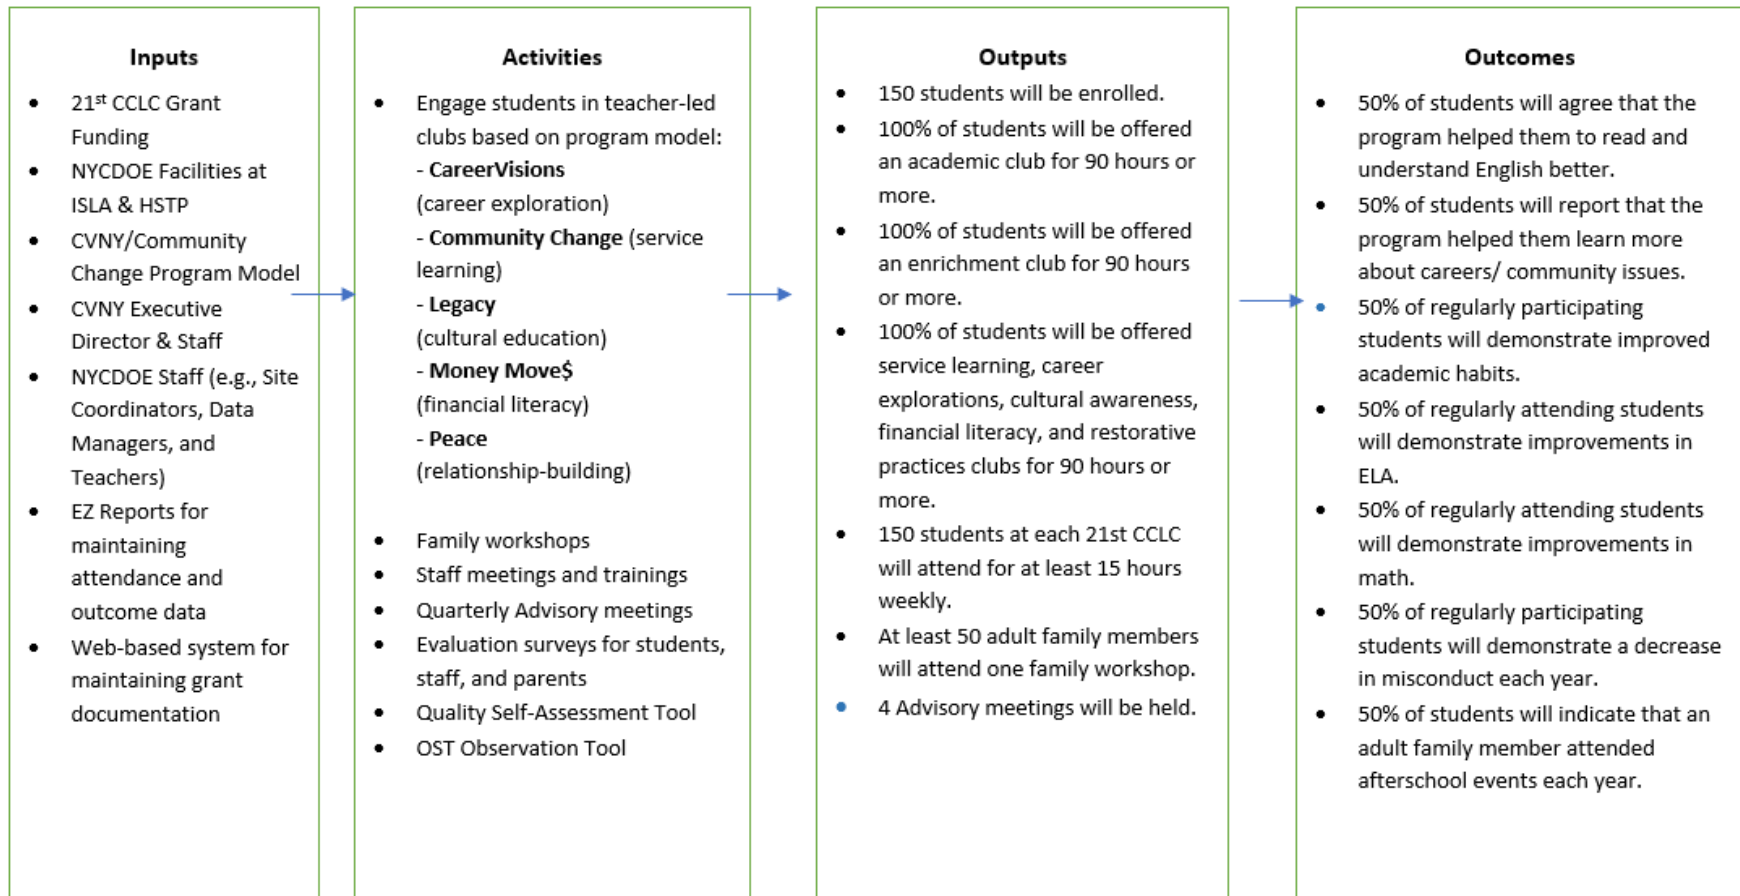 Inputs
• 21st CCLC Grant
Funding
• NYCDOE Facilities at
ISLA & HSTP
• CVNY/Community
Change Program Model
• CVNY Executive
Director & Staff
• NYCDOE Staff (e.g., Site
Coordinators, Data
Managers, and
Teachers)
• EZ Reports for
maintaining
attendance and
outcome data
• Web-based system for
maintaining grant
documentation
Activities
• Engage students in teacher-led
clubs based on program model:
- CareerVisions
(career exploration)
- Community Change (service
learning)
- Legacy
(cultural education)
- Money Move$
(financial literacy)
- Peace
(relationship-building)
• Family workshops
• Staff meetings and trainings
• Quarterly Advisory meetings
• Evaluation surveys for students,
staff, and parents
• Quality Self-Assessment Tool
• OST Observation Tool
Outputs
• 150 students will be enrolled.
• 100% of students will be offered
an academic club for 90 hours or
more.
• 100% of students will be offered
an enrichment club for 90 hours
or more.
• 100% of students will be offered
service learning, career
explorations, cultural awareness,
financial literacy, and restorative
practices clubs for 90 hours or
more.
• 150 students at each 21st CCLC
will attend for at least 15 hours
weekly.
• At least 50 adult family members
will attend one family workshop.
• 4 Advisory meetings will be held.
Outcomes
• 50% of students will agree that the
program helped them to read and
understand English better.
• 50% of students will report that the
program helped them learn more
about careers/ community issues.
• 50% of regularly participating
students will demonstrate improved
academic habits.
• 50% of regularly attending students
will demonstrate improvements in
ELA.
• 50% of regularly attending students
will demonstrate improvements in
math.
• 50% of regularly participating
students will demonstrate a decrease
in misconduct each year.
• 50% of students will indicate that an
adult family member attended
afterschool events each year.